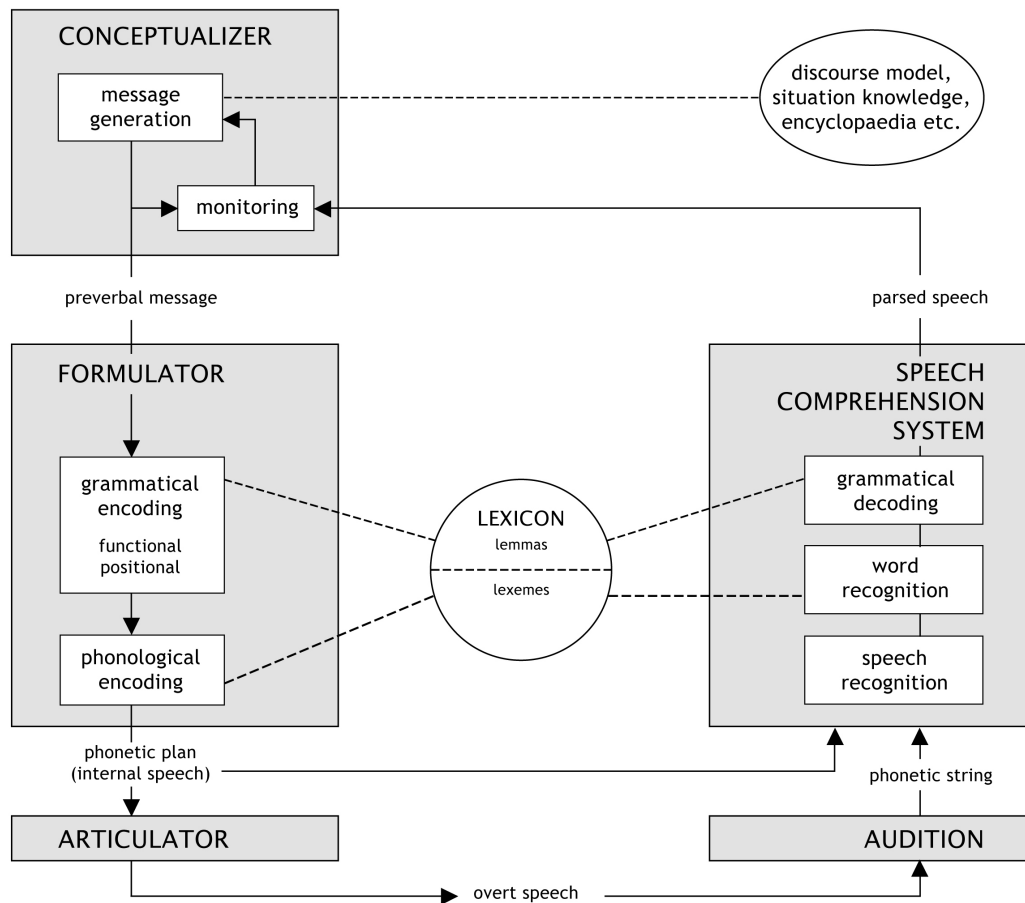 CONCEPTUALIZER
message
generation
monitoring
discourse model,
situation knowledge,
encyclopaedia etc.
preverbal message
parsed speech
FORMULATOR
grammatical
encoding
functional
positional
phonological
encoding
LEXICON
lemmas
lexemes
SPEECH
COMPREHENSION
SYSTEM
grammatical
decoding
word
recognition
speech
recognition
phonetic plan
(internal speech)
phonetic string
ARTICULATOR
AUDITION
overt speech